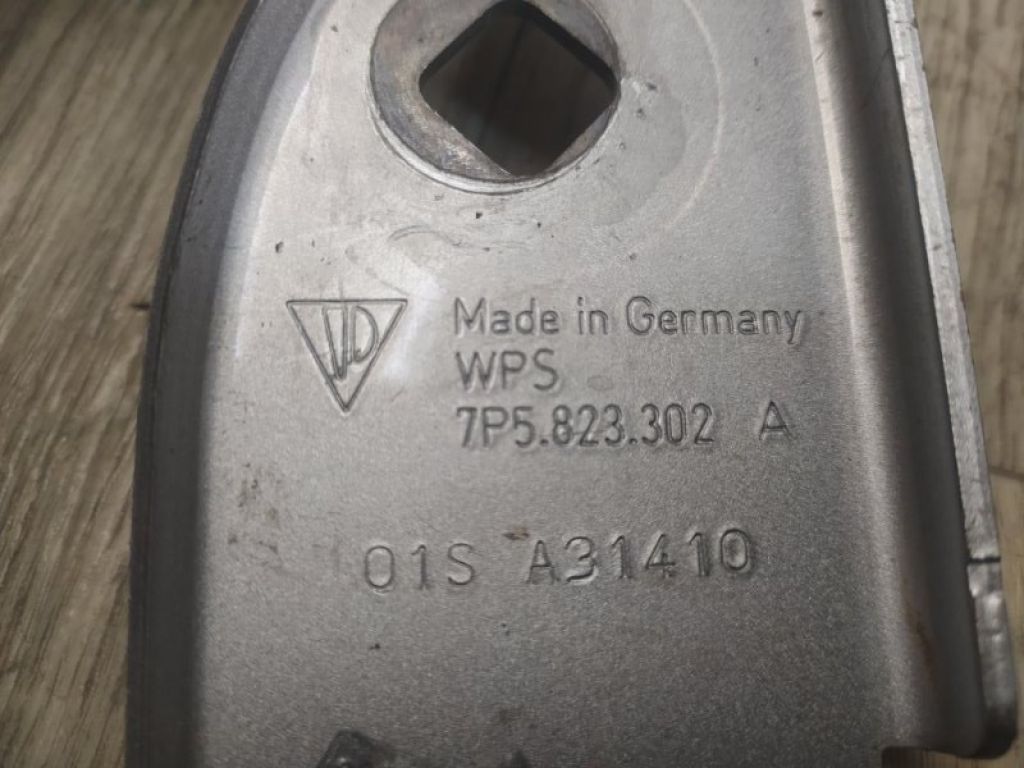 Made in Germany
WPS
7P5.823.302 A
01S A31410